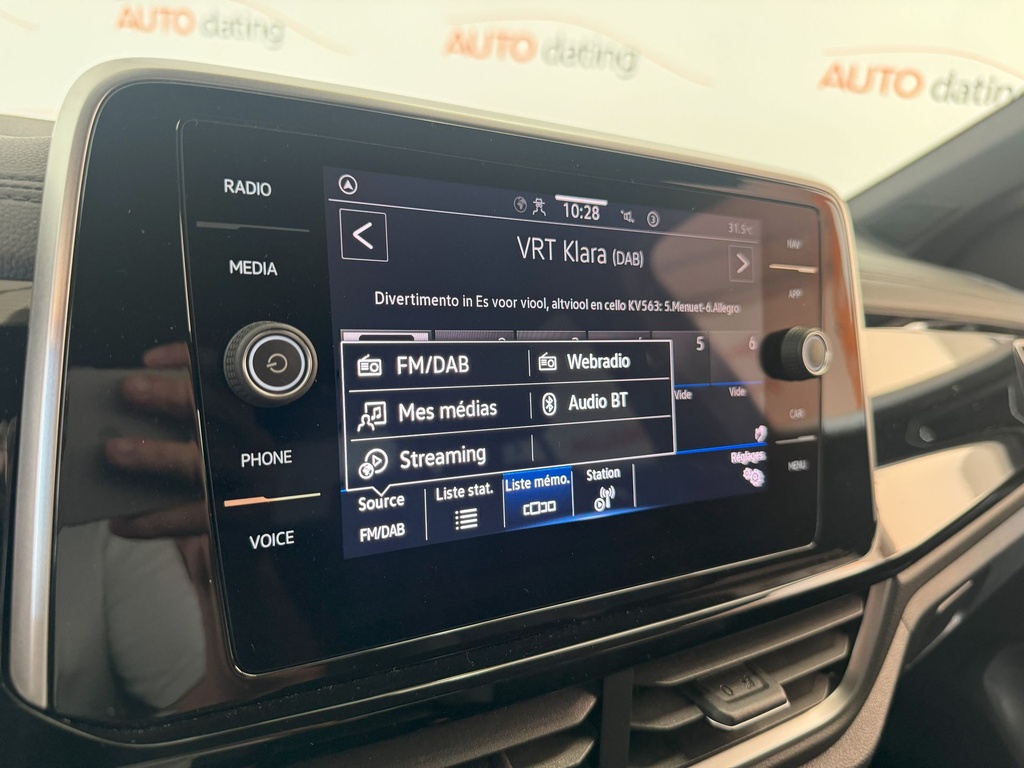 AUTO dating
AUTO dating
AUTO dating
RADIO
MEDIA
PHONE
VOICE
10:28
3
31.5°C
VRT Klara (DAB)
Divertimento in Es voor viool, altviool en cello KV563: 5.Menuet-6.Allegro
5
6
Vide
Vide
FM/DAB
Webradio
Mes médias
Audio BT
Streaming
Source
FM/DAB
Liste stat.
Liste mémo.
Station
Réglages
NAV
APP
CAR
MENU